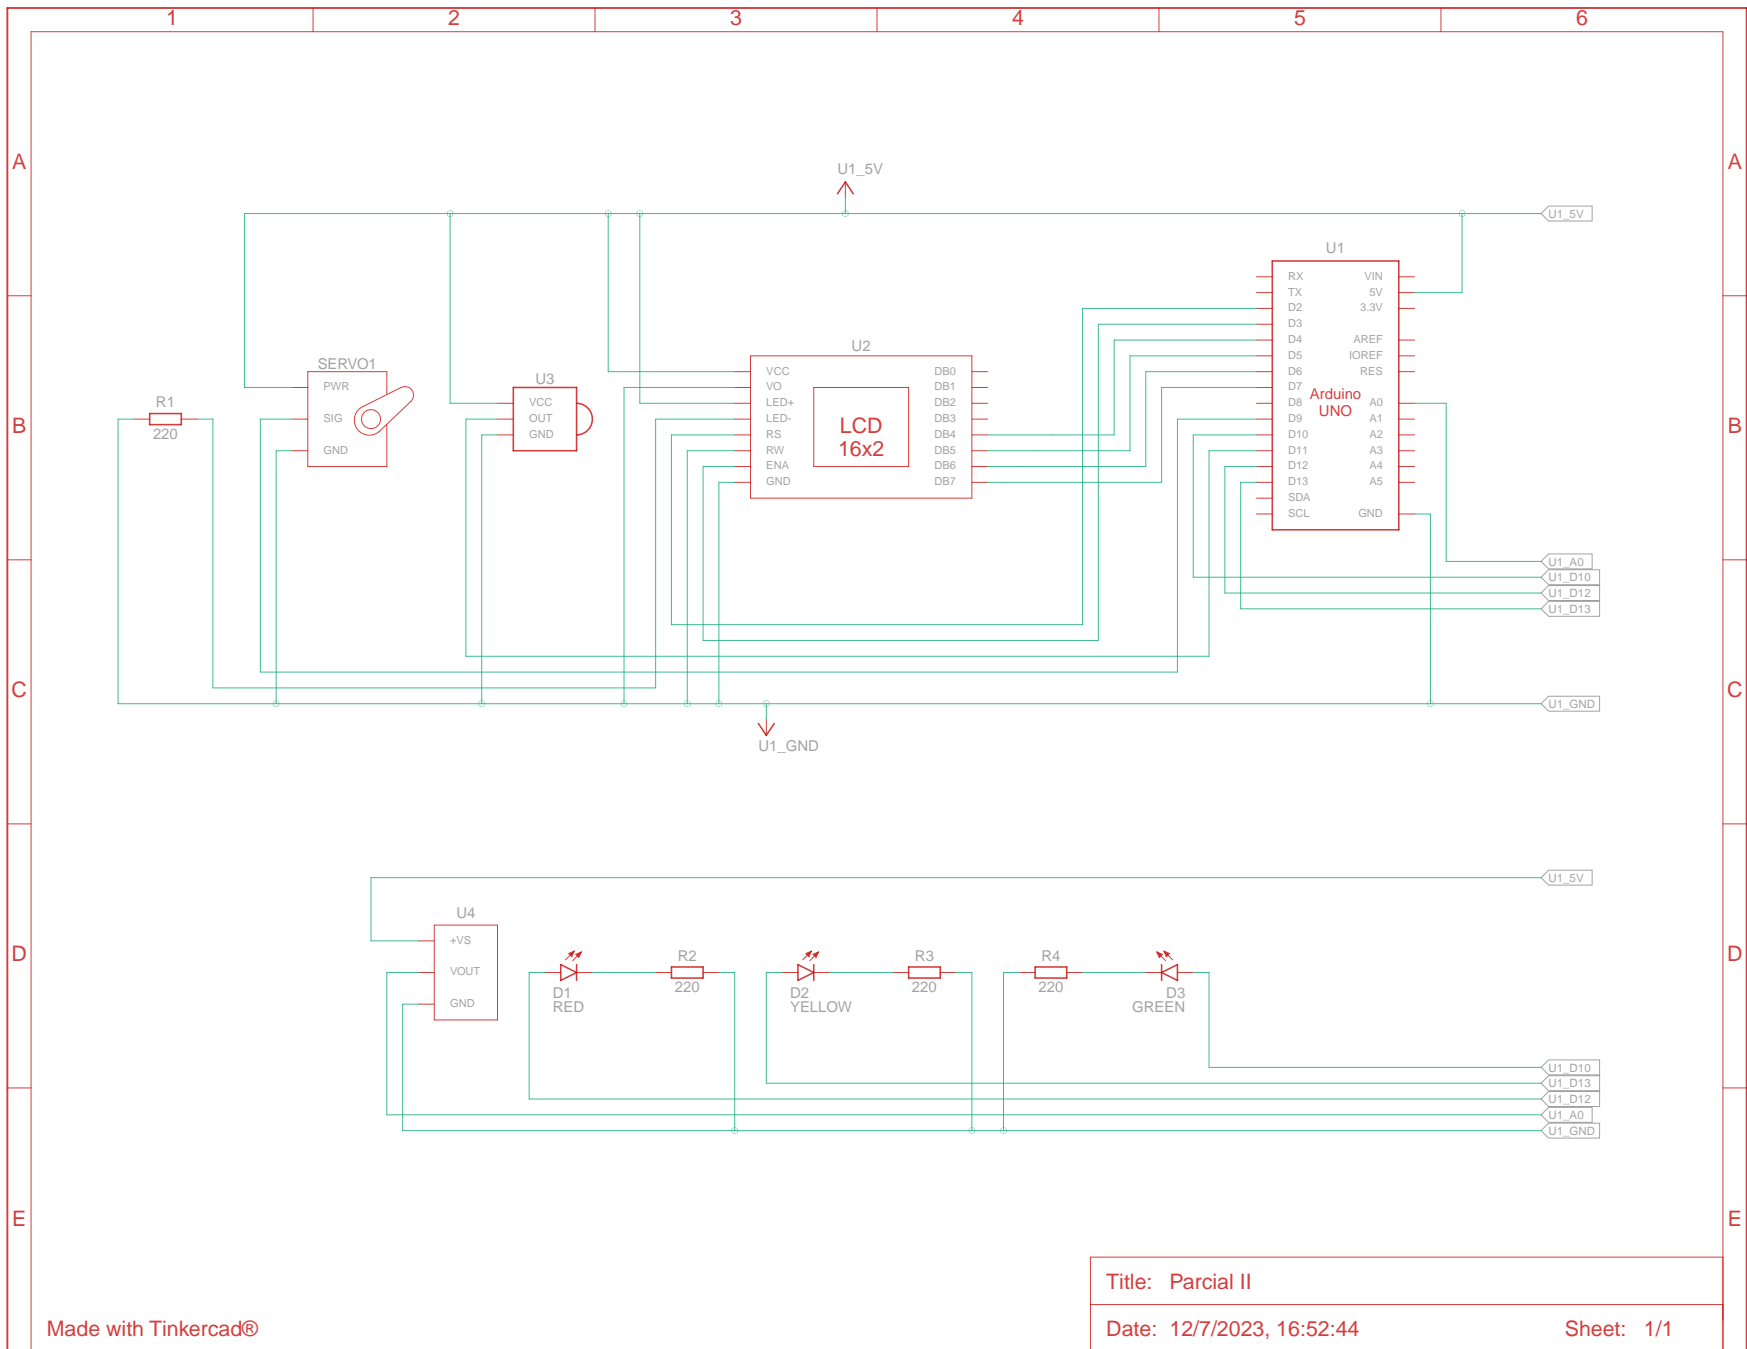 1 2 3 4 5 6
A A
U1_5V
U1_5V
U1
RX VIN
TX 5V
D2 3.3V
D3
D4 AREF
D5 IOREF
D6 RES
D7
D8 A0
D9 A1
D10 A2
D11 A3
D12 A4
D13 A5
SDA
SCL GND
Arduino
UNO
SERVO1
PWR
SIG
GND
U3
VCC
OUT
GND
U2
VCC DB0
VO DB1
LED+ DB2
LED- DB3
RS DB4
RW DB5
ENA DB6
GND DB7
LCD
16x2
R1
220
B B
U1_A0
U1_D10
U1_D12
U1_D13
C C
U1_GND
U1_GND
U1_5V
U4
+VS
VOUT
GND
D D
D1
RED
R2
220
D2
YELLOW
R3
220
R4
220
D3
GREEN
U1_D10
U1_D13
U1_D12
U1_A0
U1_GND
E E
Title: Parcial II
Made with Tinkercad®
Date: 12/7/2023, 16:52:44 Sheet: 1/1